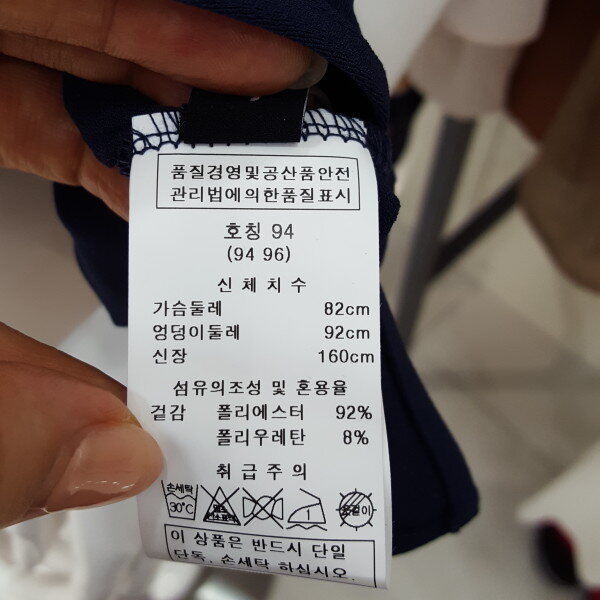 품질경영및공산품안전
관리법에의한품질표시
호칭 94
(94 96)
신체치수
가슴둘레 82cm
엉덩이둘레 92cm
신장 160cm
섬유의조성 및 혼용율
겉감 폴리에스터 92%
폴리우레탄 8%
취급주의
손세탁
30℃
이 상품은 반드시 단일
단독, 손세탁 하십시오.